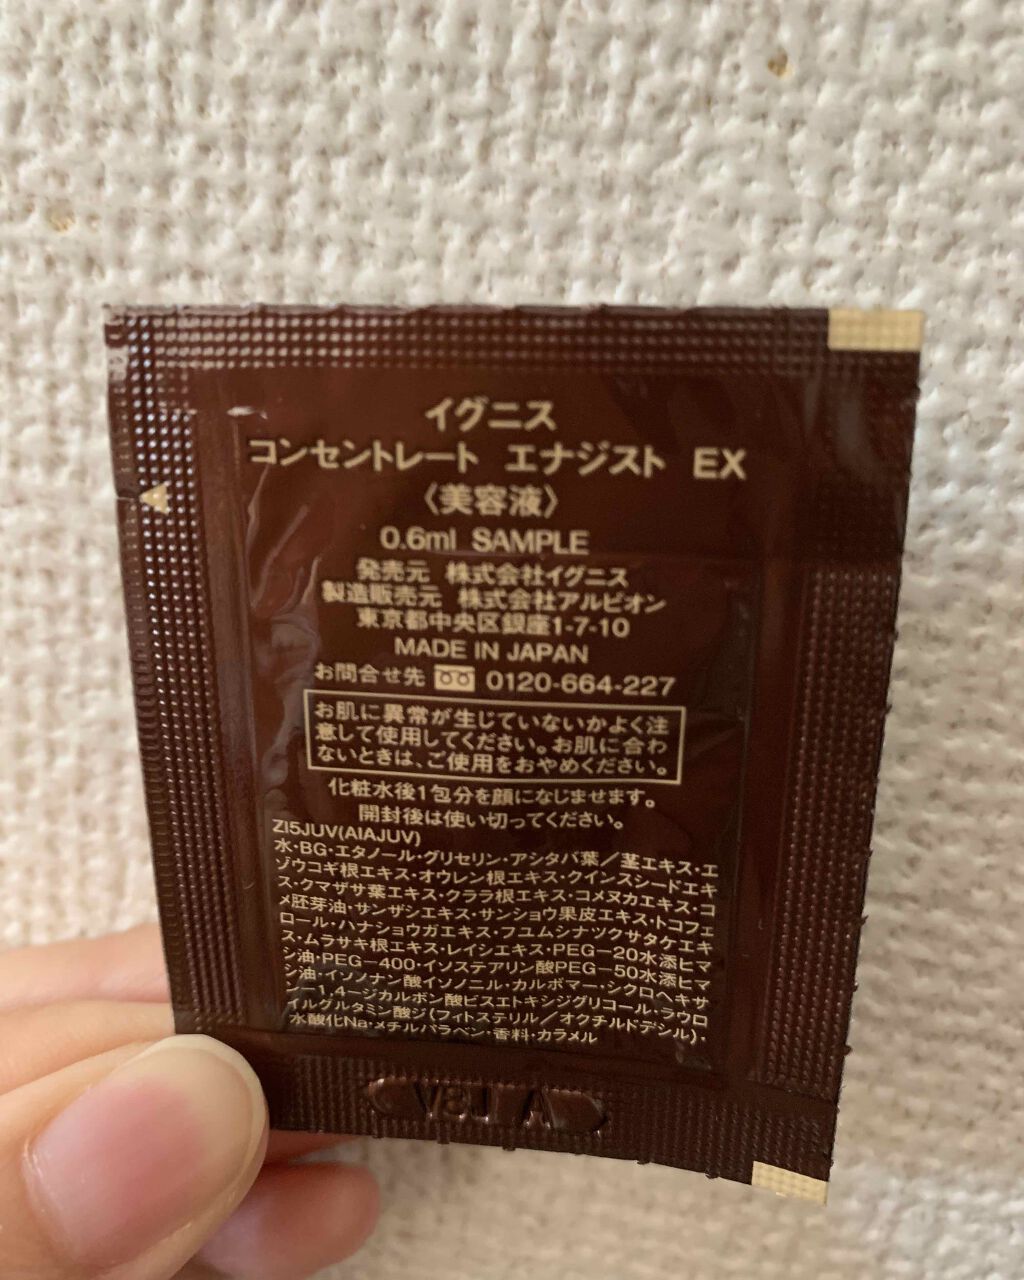 イグニス
コンセントレート エナジスト EX
〈美容液〉
0.6ml SAMPLE
発売元 株式会社イグニス
製造販売元 株式会社アルビオン
東京都中央区銀座1-7-10
MADE IN JAPAN
お問合せ先 0120-664-227
お肌に異常が生じていないかよく注
意して使用してください。お肌に合わ
ないときは、ご使用をおやめください。
化粧水後1包分を顔になじませます。
開封後は使い切ってください。
ZI5JUV(AIAJUV)
水・BG・エタノール・グリセリン・アシタバ葉/茎エキス・エ
ゾウコギ根エキス・オウレン根エキス・クインスシードエキ
ス・クマザサ葉エキス・クララ根エキス・コメヌカエキス・コ
メ胚芽油・サンザシエキス・サンショウ果皮エキス・トコフェ
ロール・ハナショウガエキス・フユムシナツクサタケエキ
ス・ムラサキ根エキス・レイシエキス・PEG-20水添ヒマ
シ油・PEG-400・イソステアリン酸PEG-50水添ヒマ
シ油・イソノナン酸イソノニル・カルボマー・シクロヘキサ
ン-1,4-ジカルボン酸ビスエトキシジグリコール・ラウロ
イルグルタミン酸ジ(フィトステリル/オクチルドデシル)・
水酸化Na・メチルパラベン・香料・カラメル